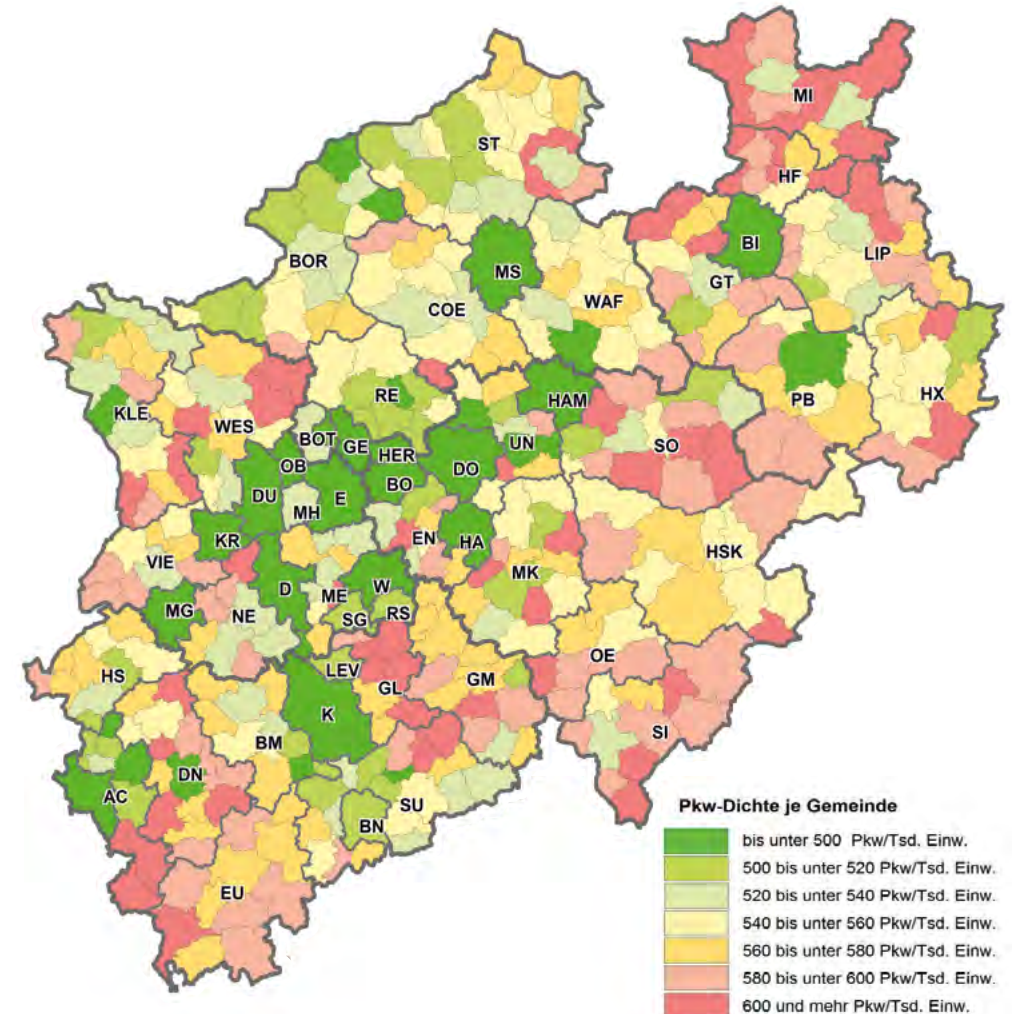 MI
ST
HF
BI
LIP
BOR
MS
GT
COE
WAF
RE
HX
PB
HAM
KLE
WES
BOT
GE
HER
UN
SO
OB
DO
BO
DU
E
MH
EN
HA
KR
HSK
VIE
MK
D
W
ME
MG
NE
SG
RS
OE
LEV
HS
GL
GM
K
SI
BM
DN
AC
SU
BN
EU
Pkw-Dichte je Gemeinde
bis unter 500 Pkw/Tsd. Einw.
500 bis unter 520 Pkw/Tsd. Einw.
520 bis unter 540 Pkw/Tsd. Einw.
540 bis unter 560 Pkw/Tsd. Einw.
560 bis unter 580 Pkw/Tsd. Einw.
580 bis unter 600 Pkw/Tsd. Einw.
600 und mehr Pkw/Tsd. Einw.